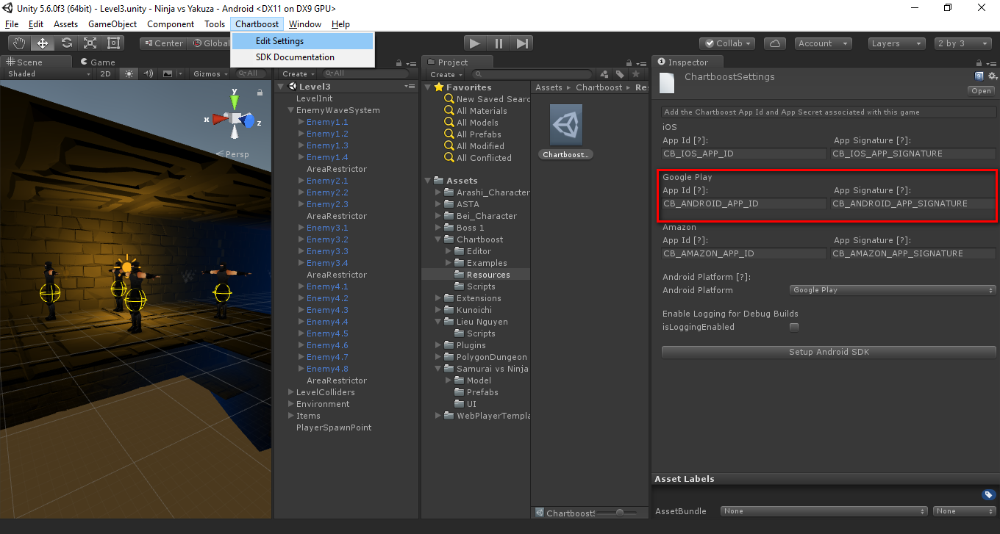 Unity 5.6.0f3 (64bit) - Level3.unity - Ninja vs Yakuza - Android <DX11 on DX9 GPU>
File Edit Assets GameObject Component Tools Chartboost Window Help
Edit Settings
SDK Documentation
Center Global
Collab Account Layers 2 by 3
Scene Game
Shaded 2D Gizmos All
y
x
z
Persp
Create All
Level3
LevelInit
EnemyWaveSystem
Enemy1.1
Enemy1.2
Enemy1.3
Enemy1.4
AreaRestrictor
Enemy2.1
Enemy2.2
Enemy2.3
AreaRestrictor
Enemy3.1
Enemy3.2
Enemy3.3
Enemy3.4
AreaRestrictor
Enemy4.1
Enemy4.2
Enemy4.3
Enemy4.4
Enemy4.5
Enemy4.6
Enemy4.7
Enemy4.8
AreaRestrictor
LevelColliders
Environment
Items
PlayerSpawnPoint
Project
Create
Favorites
New Saved Searc
All Materials
All Models
All Prefabs
All Modified
All Conflicted
Assets
Arashi_Character
ASTA
Bei_Character
Boss 1
Chartboost
Editor
Examples
Resources
Scripts
Extensions
Kunoichi
Lieu Nguyen
Scripts
Plugins
PolygonDungeon
Samurai vs Ninja
Model
Prefabs
UI
WebPlayerTempla
Assets Chartboost Res
Chartboost...
ChartboostS
Inspector
ChartboostSettings
Open
Add the Chartboost App Id and App Secret associated with this game
iOS
App Id [?]: App Signature [?]:
CB_IOS_APP_ID CB_IOS_APP_SIGNATURE
Google Play
App Id [?]: App Signature [?]:
CB_ANDROID_APP_ID CB_ANDROID_APP_SIGNATURE
Amazon
App Id [?]: App Signature [?]:
CB_AMAZON_APP_ID CB_AMAZON_APP_SIGNATURE
Android Platform [?]:
Android Platform Google Play
Enable Logging for Debug Builds
isLoggingEnabled
Setup Android SDK
Asset Labels
AssetBundle None None